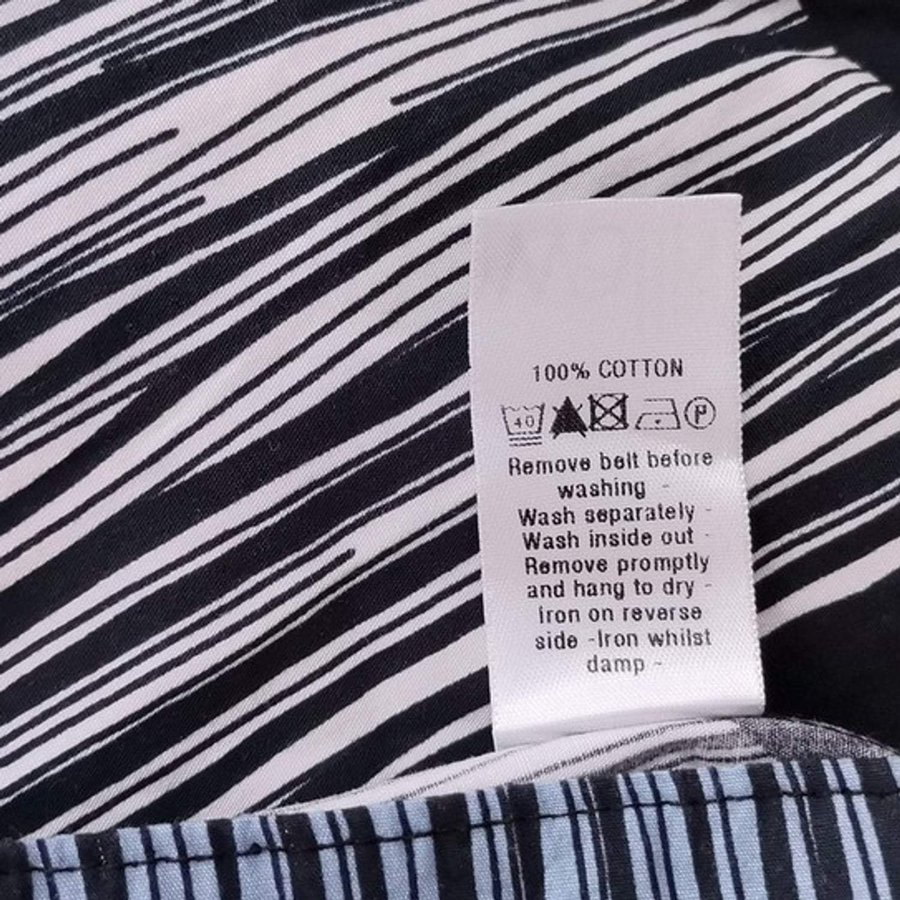 100% COTTON
40 P
Remove belt before
washing -
Wash separately -
Wash inside out -
Remove promptly
and hang to dry -
Iron on reverse
side -Iron whilst
damp -